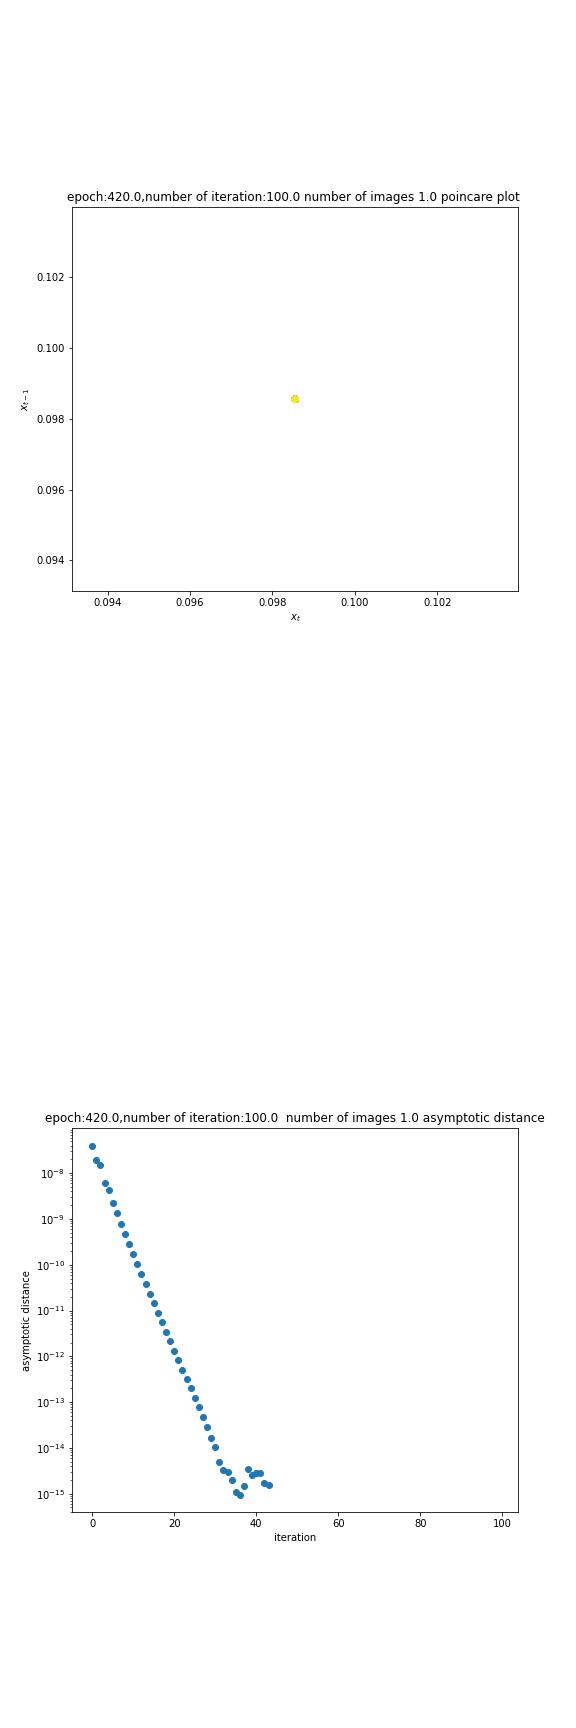 epoch:420.0,number of iteration:100.0 number of images 1.0 poincare plot
0.102
0.100
0.098
0.096
0.094
x_{t-1}
0.094 0.096 0.098 0.100 0.102
x_t
epoch:420.0,number of iteration:100.0  number of images 1.0 asymptotic distance
10^{-8}
10^{-9}
10^{-10}
10^{-11}
10^{-12}
10^{-13}
10^{-14}
10^{-15}
asymptotic distance
0 20 40 60 80 100
iteration